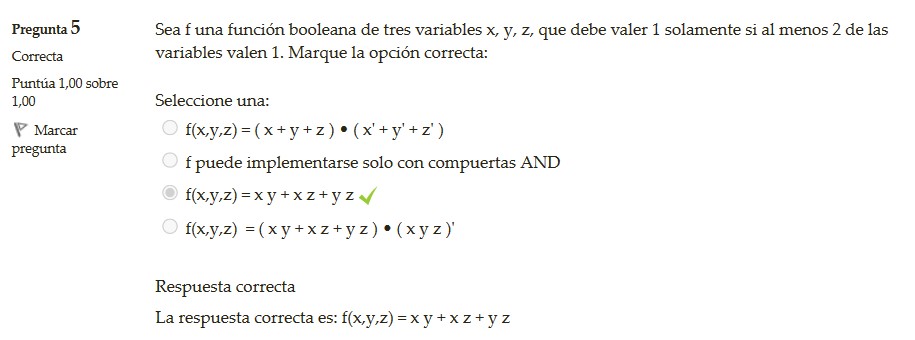 Pregunta 5
Correcta
Puntúa 1,00 sobre
1,00
Marcar
pregunta
Sea f una función booleana de tres variables x, y, z, que debe valer 1 solamente si al menos 2 de las
variables valen 1. Marque la opción correcta:
Seleccione una:
f(x,y,z) = ( x + y + z ) • ( x' + y' + z' )
f puede implementarse solo con compuertas AND
f(x,y,z) = x y + x z + y z
f(x,y,z) = ( x y + x z + y z ) • ( x y z )'
Respuesta correcta
La respuesta correcta es: f(x,y,z) = x y + x z + y z